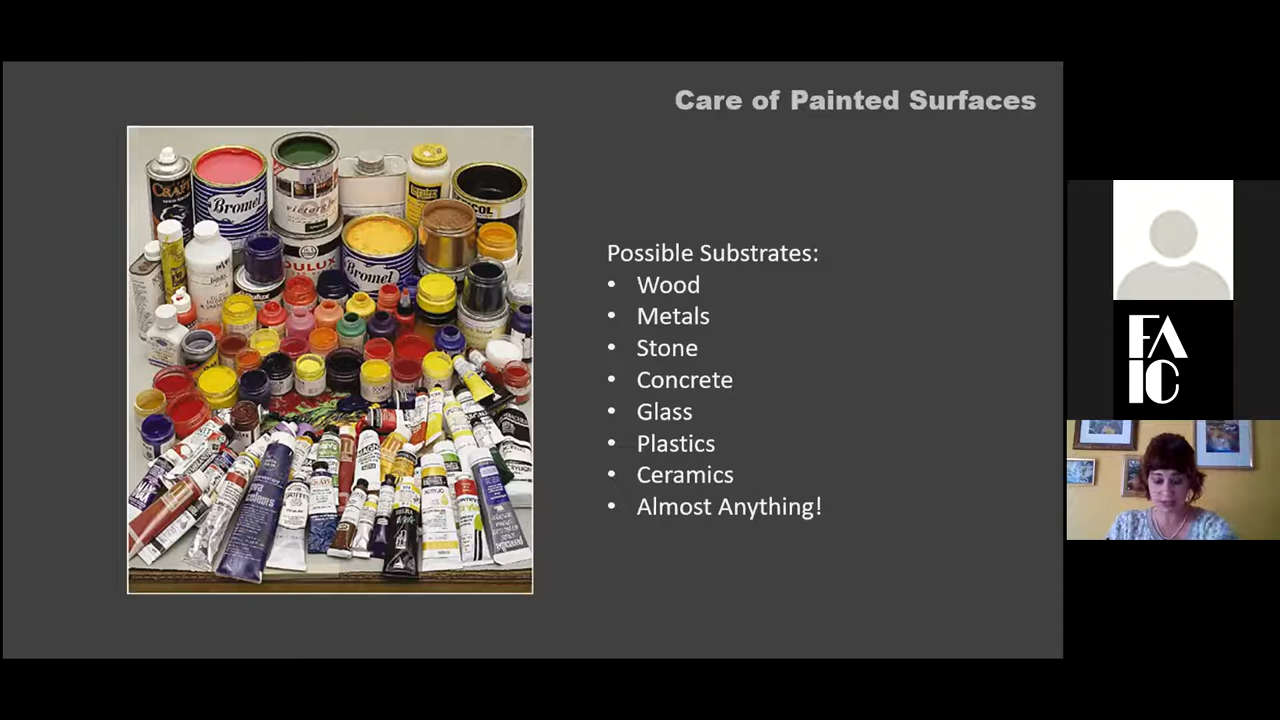 Care of Painted Surfaces
Bromel
DULUX
Bromel
Possible Substrates:
• Wood
• Metals
• Stone
• Concrete
• Glass
• Plastics
• Ceramics
• Almost Anything!
FA
IC